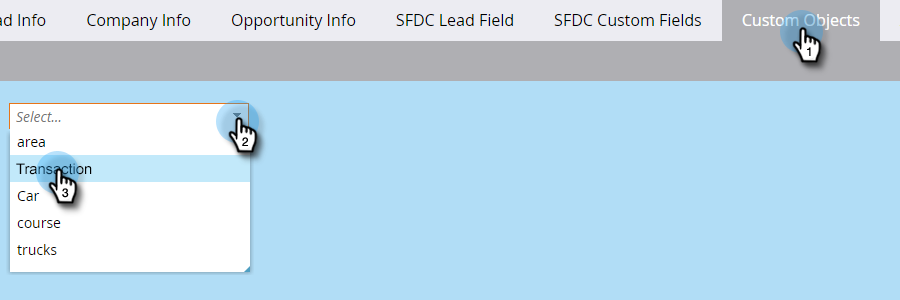 ad Info Company Info Opportunity Info SFDC Lead Field SFDC Custom Fields Custom Objects
1
Select...
2
area
Transaction
3
Car
course
trucks